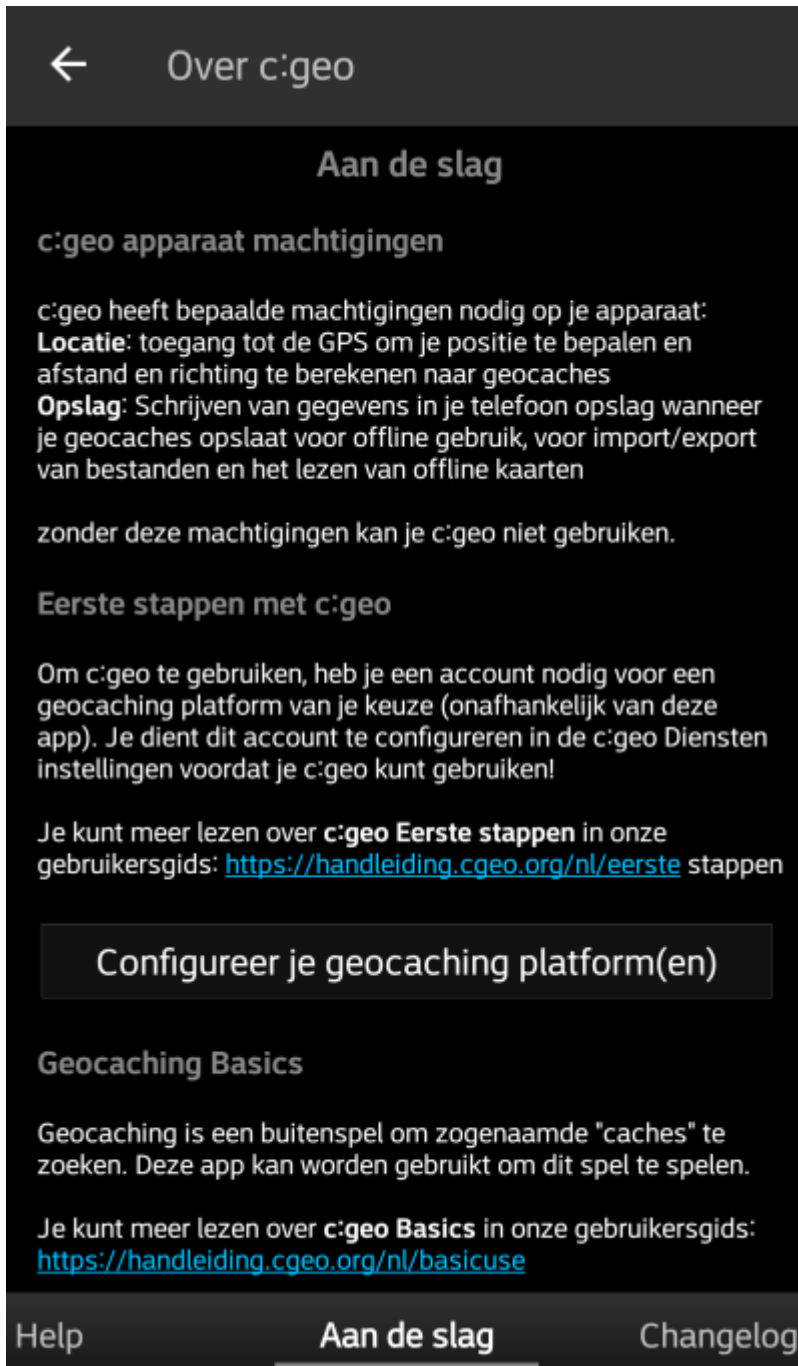 Over c:geo
Aan de slag
c:geo apparaat machtigingen
c:geo heeft bepaalde machtigingen nodig op je apparaat:
Locatie: toegang tot de GPS om je positie te bepalen en
afstand en richting te berekenen naar geocaches
Opslag: Schrijven van gegevens in je telefoon opslag wanneer
je geocaches opslaat voor offline gebruik, voor import/export
van bestanden en het lezen van offline kaarten
zonder deze machtigingen kan je c:geo niet gebruiken.
Eerste stappen met c:geo
Om c:geo te gebruiken, heb je een account nodig voor een
geocaching platform van je keuze (onafhankelijk van deze
app). Je dient dit account te configureren in de c:geo Diensten
instellingen voordat je c:geo kunt gebruiken!
Je kunt meer lezen over c:geo Eerste stappen in onze
gebruikersgids: https://handleiding.cgeo.org/nl/eerste stappen
Configureer je geocaching platform(en)
Geocaching Basics
Geocaching is een buitenspel om zogenaamde "caches" te
zoeken. Deze app kan worden gebruikt om dit spel te spelen.
Je kunt meer lezen over c:geo Basics in onze gebruikersgids:
https://handleiding.cgeo.org/nl/basicuse
Help Aan de slag Changelog